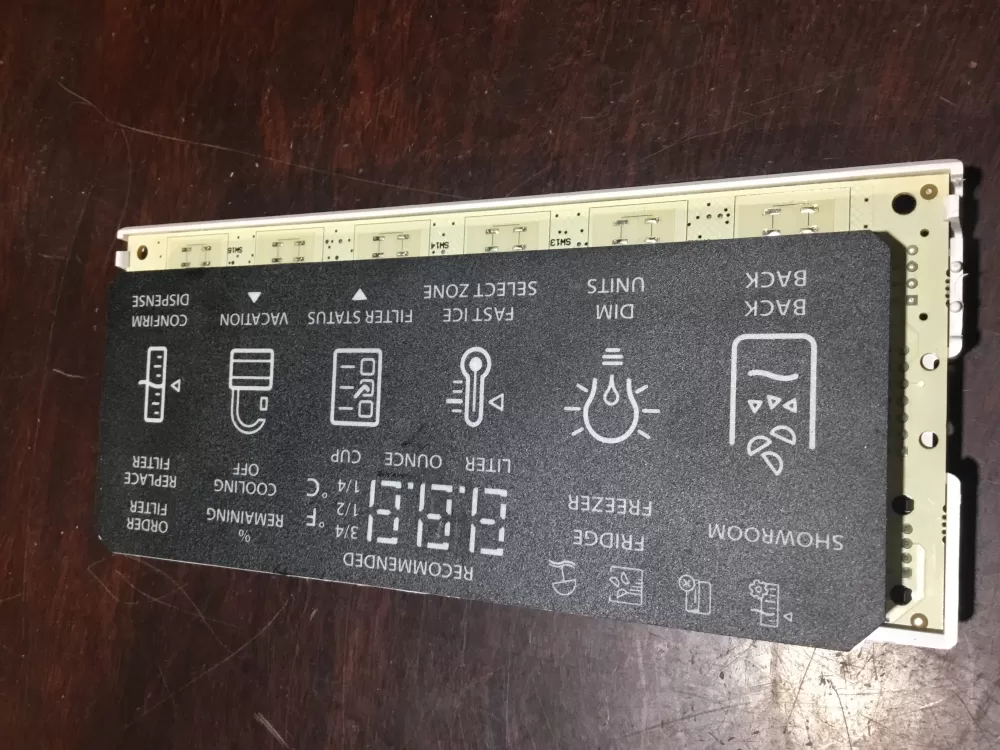 RECOMMENDED
SHOWROOM
FRIDGE
FREEZER
3/4 °F
1/2
1/4 °C
LITER OUNCE CUP
%
REMAINING
COOLING
OFF
ORDER
FILTER
REPLACE
FILTER
BACK
BACK
DIM
UNITS
FAST ICE
SELECT ZONE
FILTER STATUS
VACATION
CONFIRM
DISPENSE
SW13
SW14
SW16